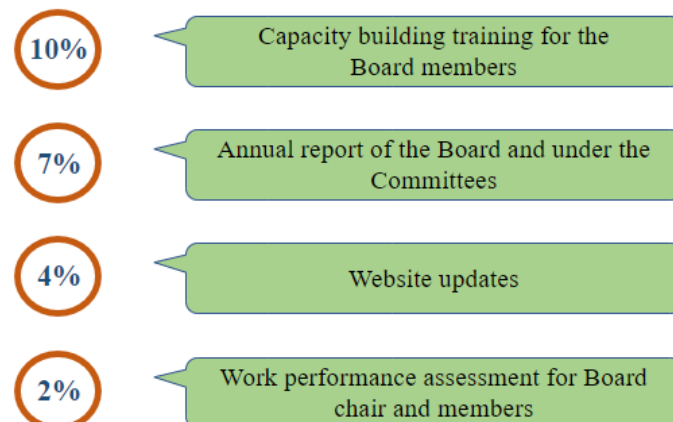 10%
Capacity building training for the
Board members
7%
Annual report of the Board and under the
Committees
4%
Website updates
2%
Work performance assessment for Board
chair and members